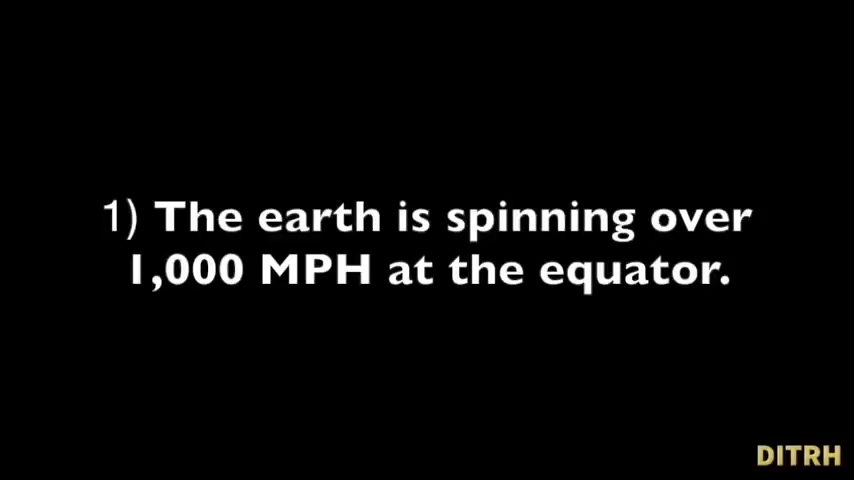 1) The earth is spinning over
1,000 MPH at the equator.
DITRH